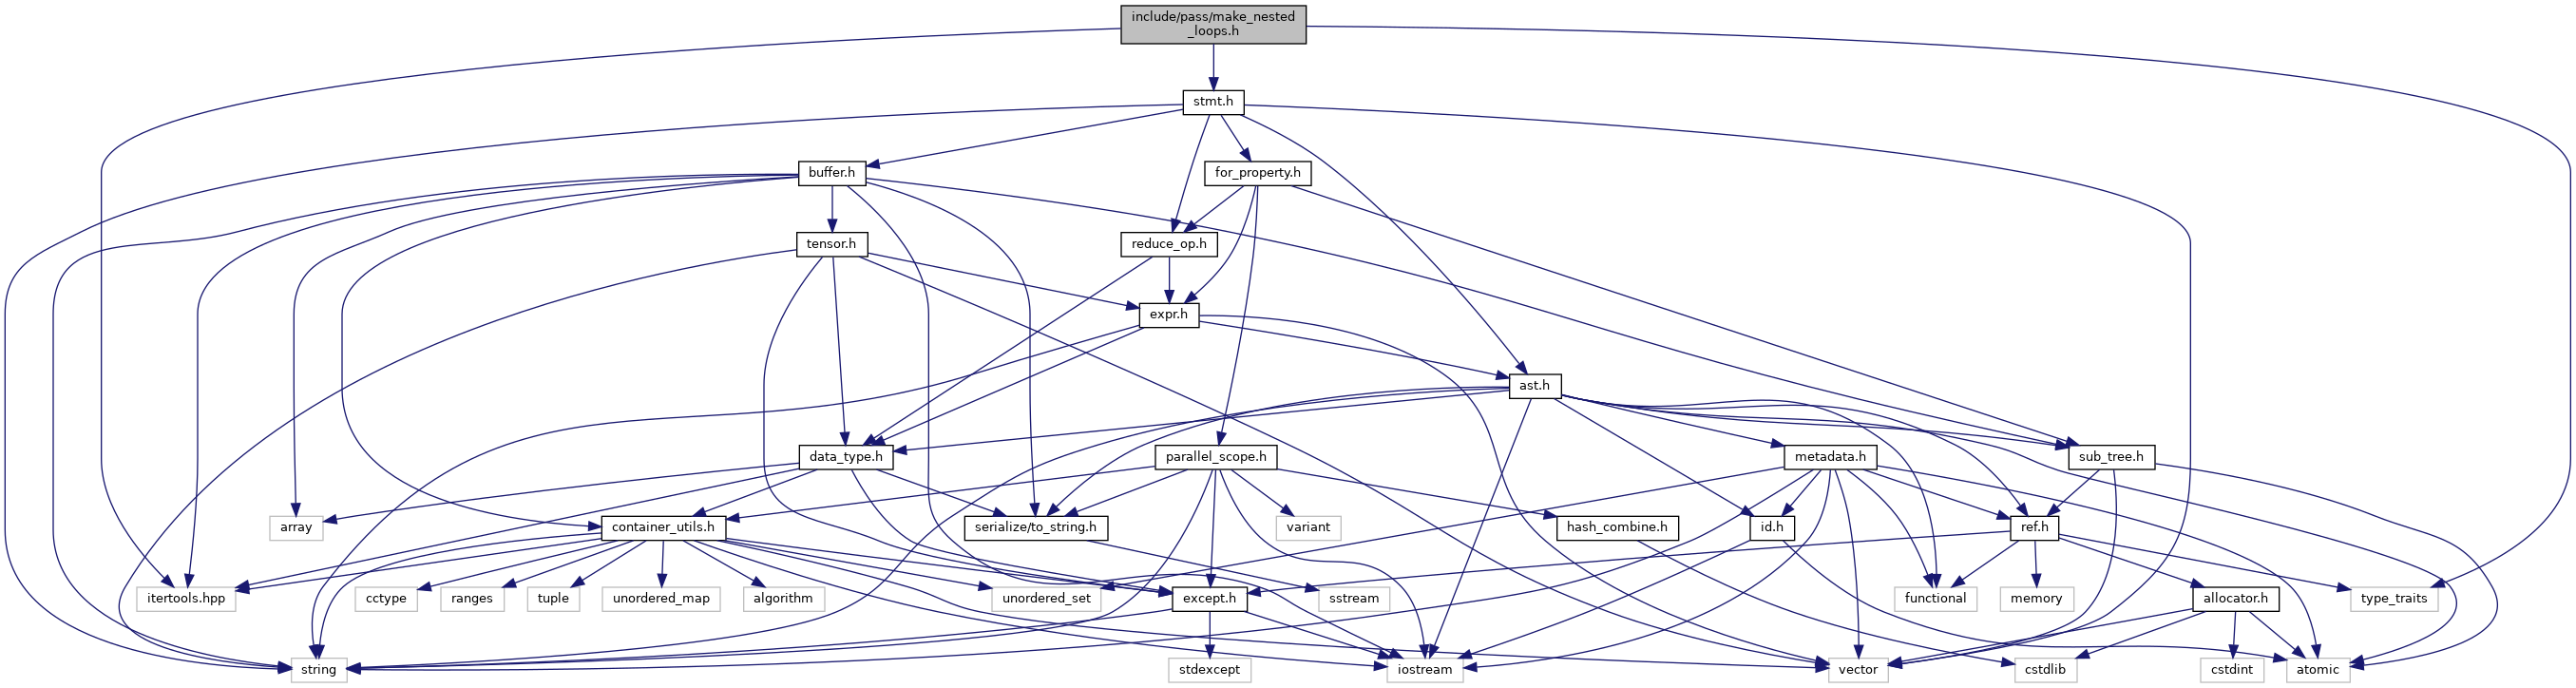 include/pass/make_nested
_loops.h
stmt.h
buffer.h
for_property.h
tensor.h
reduce_op.h
expr.h
ast.h
data_type.h
parallel_scope.h
metadata.h
sub_tree.h
array
container_utils.h
serialize/to_string.h
variant
hash_combine.h
id.h
ref.h
itertools.hpp
cctype
ranges
tuple
unordered_map
algorithm
unordered_set
except.h
sstream
functional
memory
allocator.h
type_traits
string
stdexcept
iostream
vector
cstdlib
cstdint
atomic